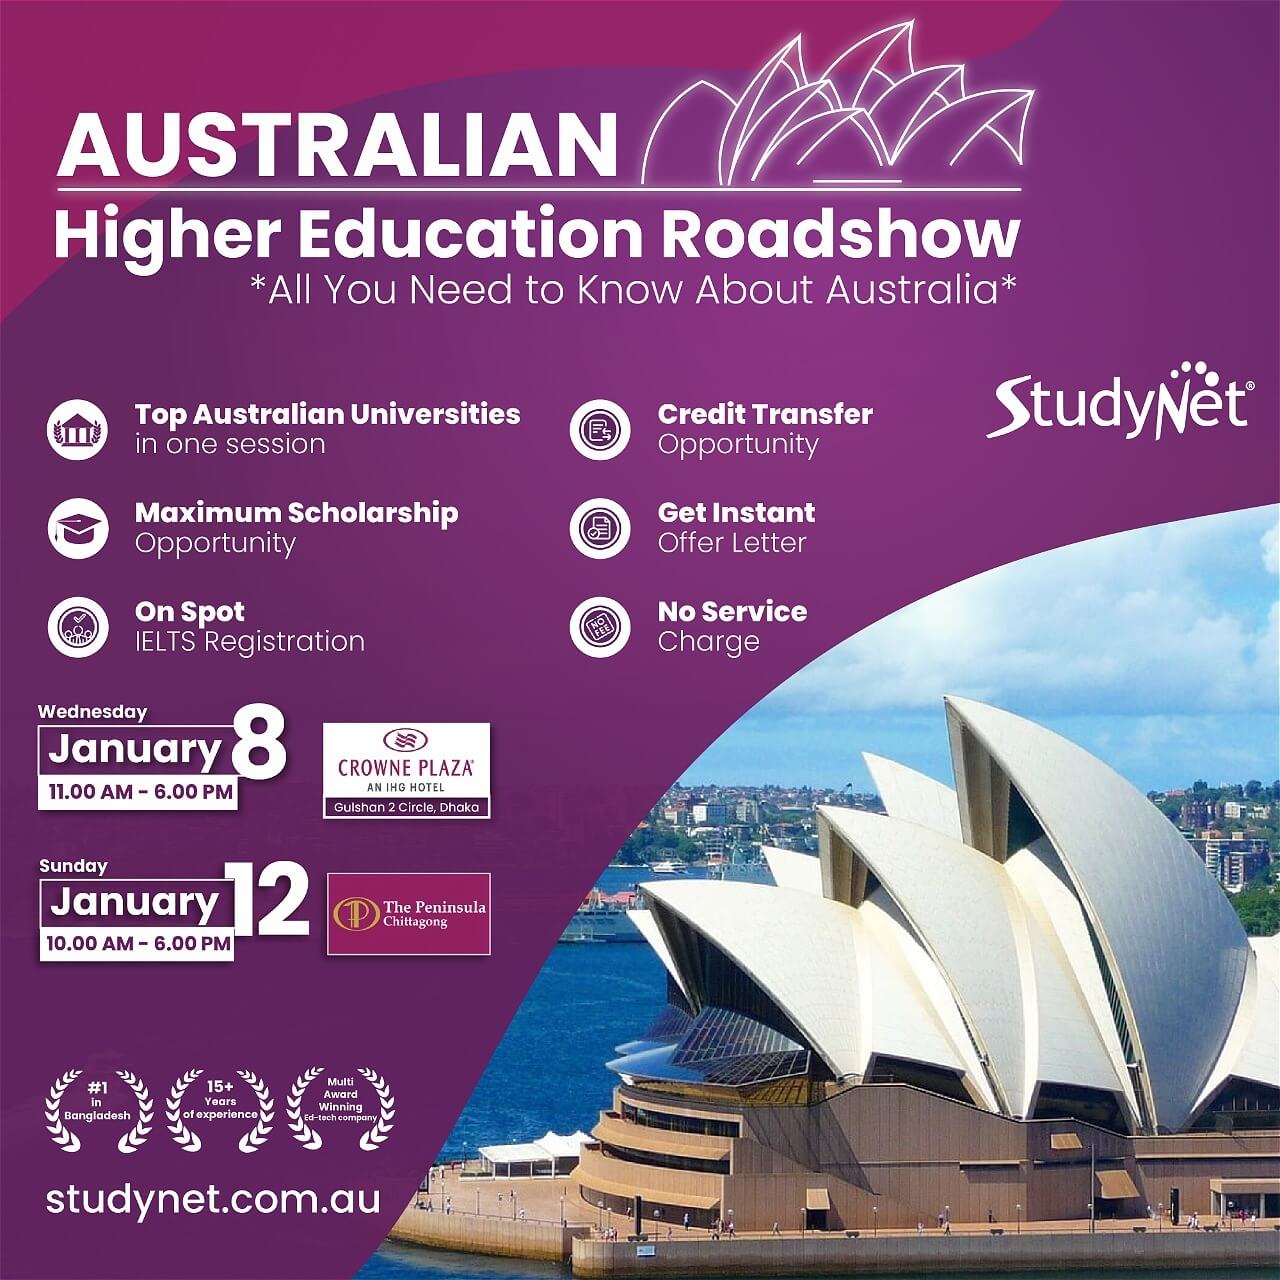 AUSTRALIAN
Higher Education Roadshow
*All You Need to Know About Australia*
StudyNet®
Top Australian Universities
in one session
Credit Transfer
Opportunity
Maximum Scholarship
Opportunity
Get Instant
Offer Letter
On Spot
IELTS Registration
NO
FEE
No Service
Charge
Wednesday
January 8
11.00 AM - 6.00 PM
CROWNE PLAZA®
AN IHG HOTEL
Gulshan 2 Circle, Dhaka
Sunday
January 12
10.00 AM - 6.00 PM
The Peninsula
Chittagong
#1
in
Bangladesh
15+
Years
of experience
Multi
Award
Winning
Ed-tech company
studynet.com.au